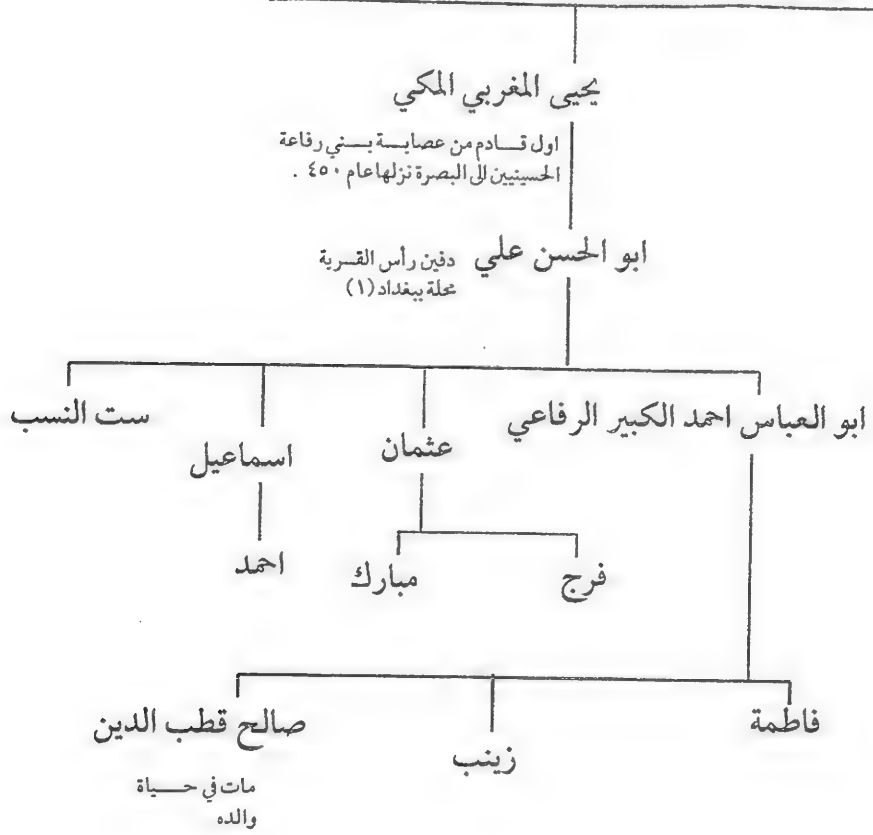 يحيى المغربي المكي
اول قادم من عصابة بني رفاعة
الحسينيين الى البصرة نزلها عام ٤٥٠ .
ابو الحسن علي
دفين رأس القرية
محلة ببغداد (١)
ابو العباس احمد الكبير الرفاعي
عثمان
اسماعيل
ست النسب
فرج
مبارك
احمد
فاطمة
زينب
صالح قطب الدين
مات في حياة
والده